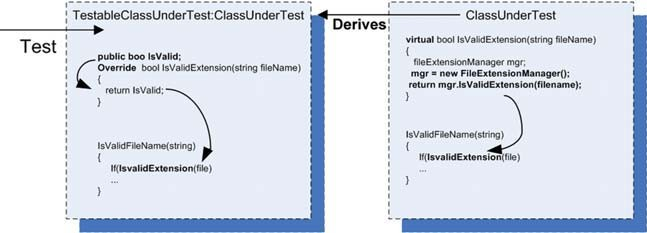 Test
TestableClassUnderTest:ClassUnderTest
public boo IsValid;
Override bool IsValidExtension(string fileName)
{
return IsValid;
}
IsValidFileName(string)
{
If(IsvalidExtension(file)
...
}
Derives
ClassUnderTest
virtual bool IsValidExtension(string fileName)
{
fileExtensionManager mgr;
mgr = new FileExtensionManager();
return mgr.IsValidExtension(filename);
}
IsValidFileName(string)
{
If(IsvalidExtension(file)
...
}